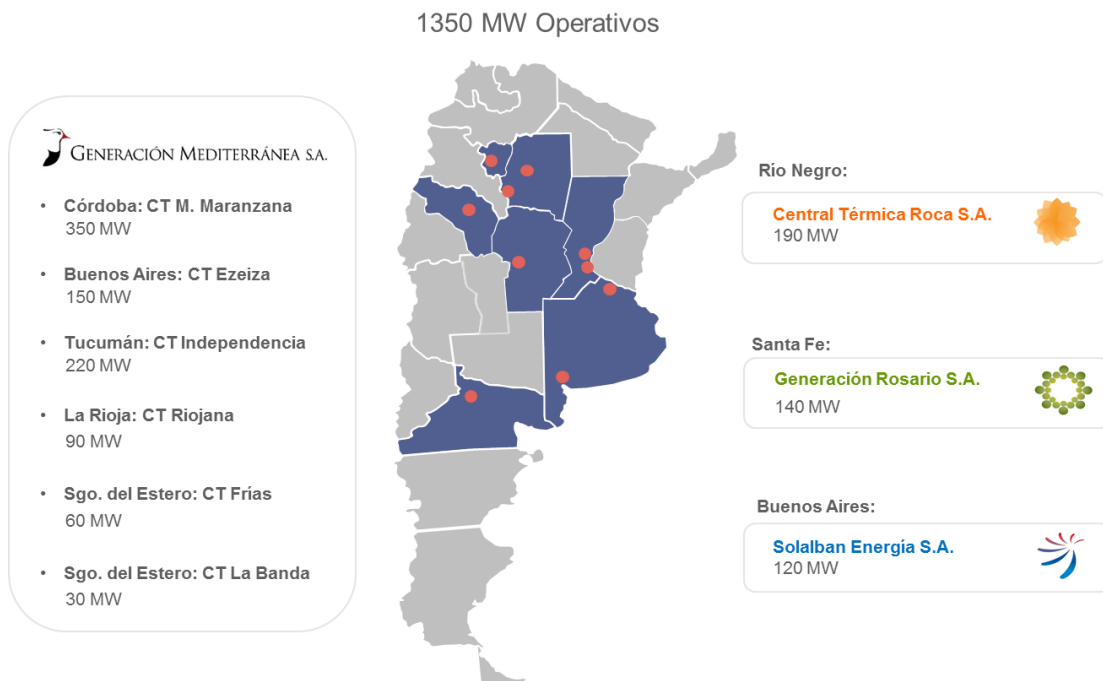 1350 MW Operativos
GENERACIÓN MEDITERRÁNEA S.A.
• Córdoba: CT M. Maranzana
350 MW
• Buenos Aires: CT Ezeiza
150 MW
• Tucumán: CT Independencia
220 MW
• La Rioja: CT Riojana
90 MW
• Sgo. del Estero: CT Frías
60 MW
• Sgo. del Estero: CT La Banda
30 MW
Río Negro:
Central Térmica Roca S.A.
190 MW
Santa Fe:
Generación Rosario S.A.
140 MW
Buenos Aires:
Solalban Energía S.A.
120 MW